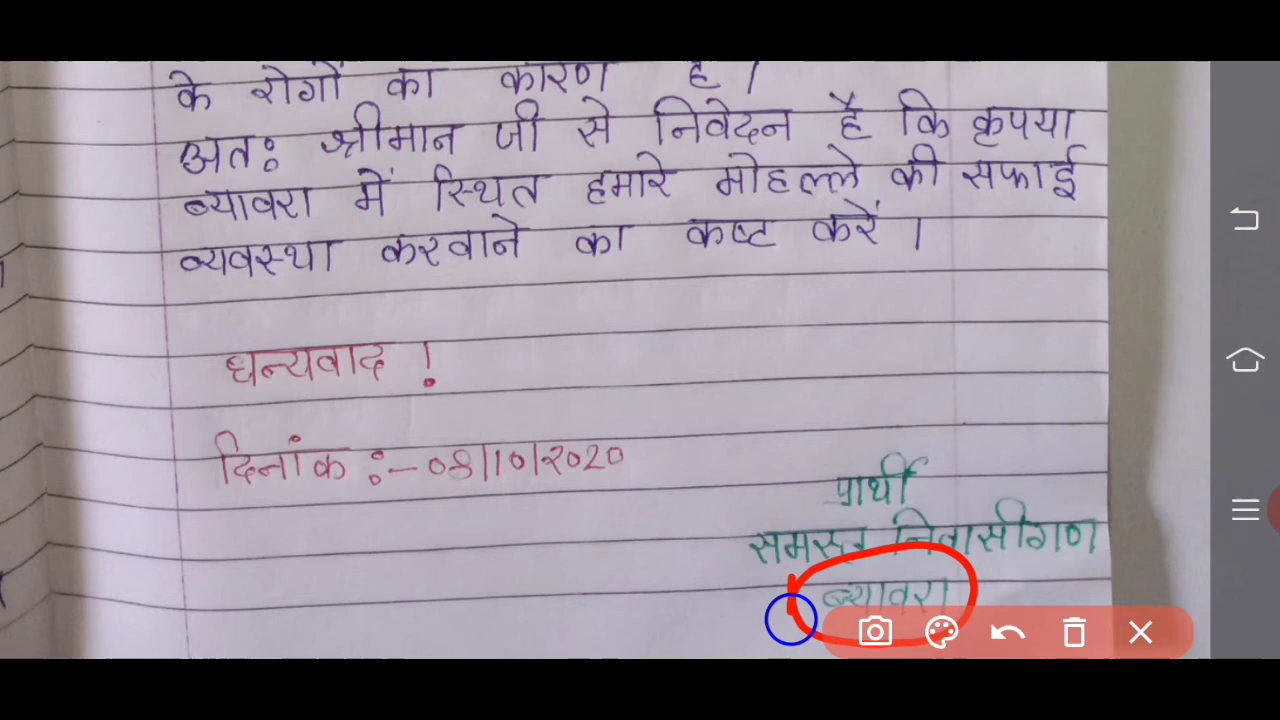 के रोगों का कारण है।
अतः श्रीमान जी से निवेदन है कि कृपया
ब्यावरा में स्थित हमारे मोहल्ले की सफाई
व्यवस्था करवाने का कष्ट करें।
धन्यवाद !
दिनांक :- 08/10/2020
प्रार्थी
समस्त निवासीगण
ब्यावरा